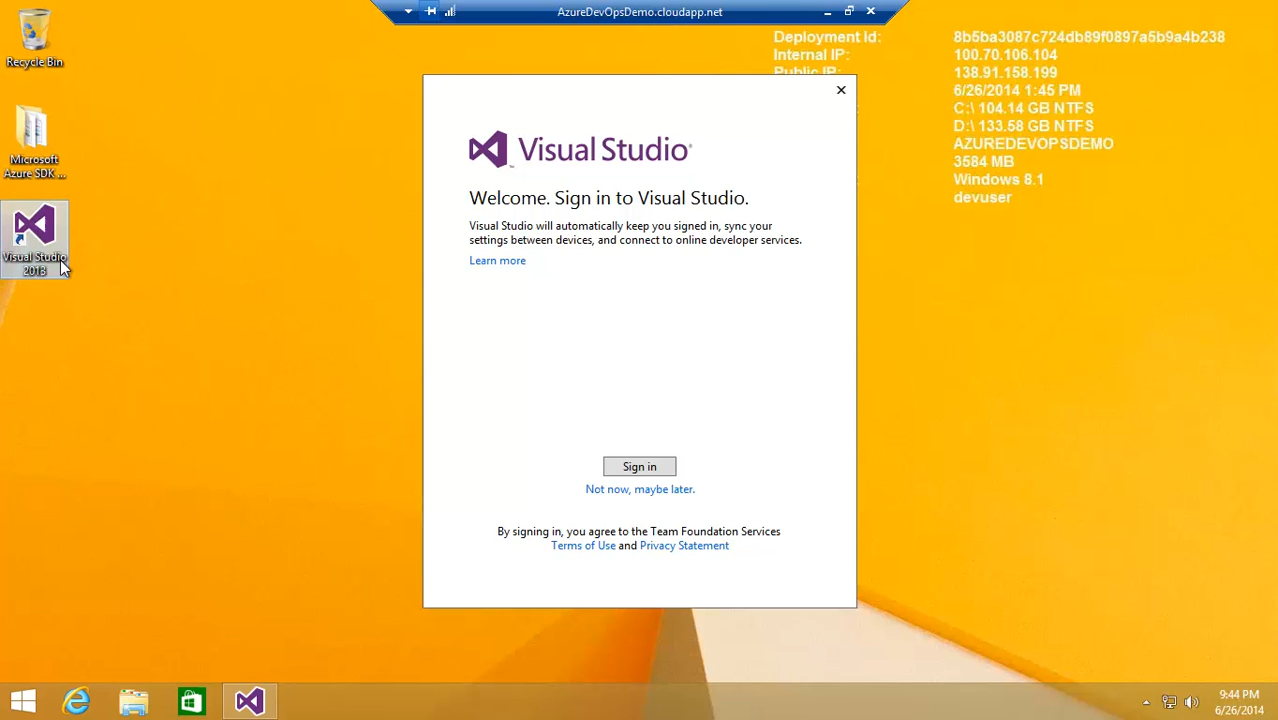 AzureDevOpsDemo.cloudapp.net
Recycle Bin
Microsoft
Azure SDK ...
Visual Studio
2013
Deployment Id: 8b5ba3087c724db89f0897a5b9a4b238
Internal IP: 100.70.106.104
Public IP: 138.91.158.199
6/26/2014 1:45 PM
C:\ 104.14 GB NTFS
D:\ 133.58 GB NTFS
AZUREDEVOPSDEMO
3584 MB
Windows 8.1
devuser
Visual Studio
Welcome. Sign in to Visual Studio.
Visual Studio will automatically keep you signed in, sync your
settings between devices, and connect to online developer services.
Learn more
Sign in
Not now, maybe later.
By signing in, you agree to the Team Foundation Services
Terms of Use and Privacy Statement
9:44 PM
6/26/2014